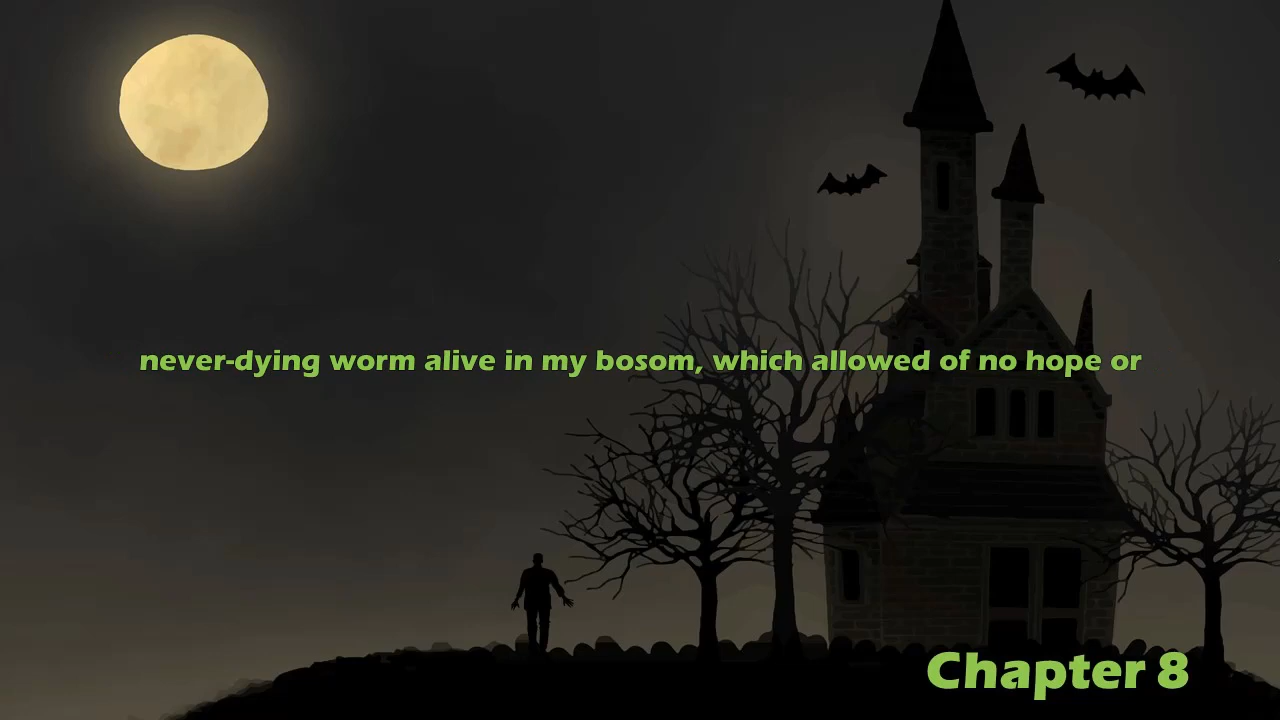 never-dying worm alive in my bosom, which allowed of no hope or
Chapter 8